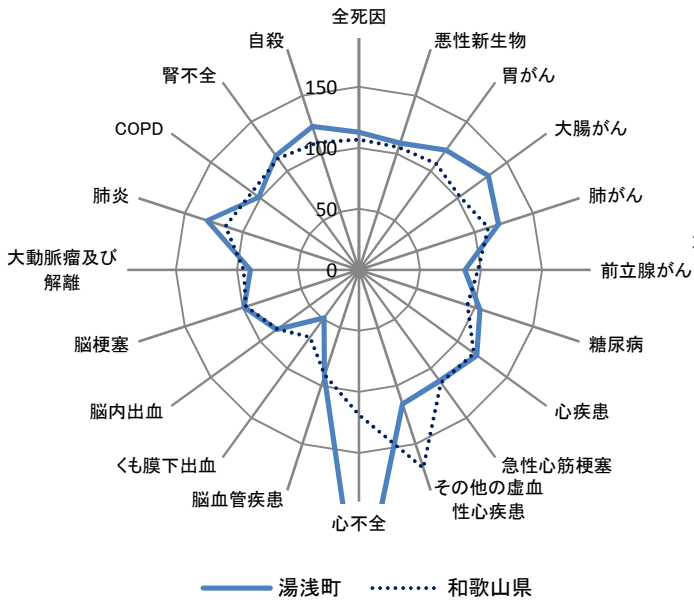 全死因
悪性新生物
胃がん
大腸がん
肺がん
前立腺がん
糖尿病
心疾患
急性心筋梗塞
その他の虚血
性心疾患
心不全
脳血管疾患
くも膜下出血
脳内出血
脳梗塞
大動脈瘤及び
解離
肺炎
COPD
腎不全
自殺
150
100
50
0
湯浅町
和歌山県